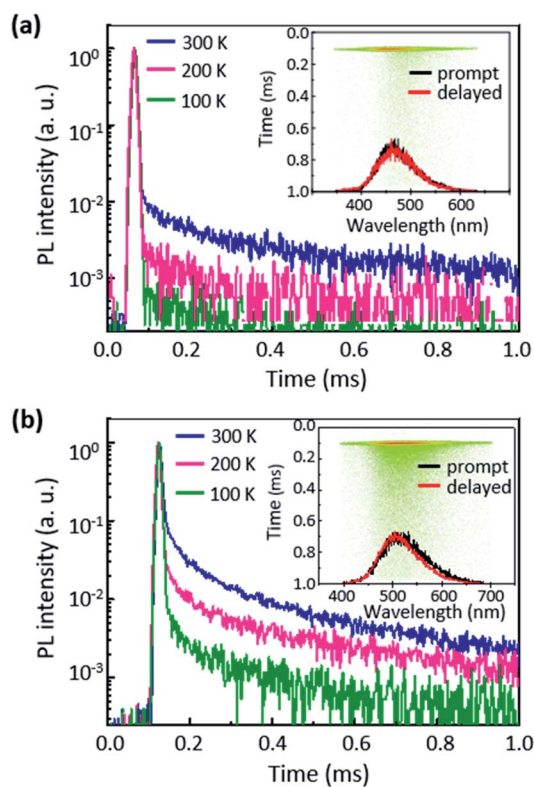 (a)
10⁰
10⁻¹
10⁻²
10⁻³
PL intensity (a. u.)
300 K
200 K
100 K
0.0
0.2
0.4
0.6
0.8
1.0
Time (ms)
prompt
delayed
400 500 600
Wavelength (nm)
0.0 0.2 0.4 0.6 0.8 1.0
Time (ms)
(b)
10⁰
10⁻¹
10⁻²
10⁻³
PL intensity (a. u.)
300 K
200 K
100 K
0.0
0.2
0.4
0.6
0.8
1.0
Time (ms)
prompt
delayed
400 500 600 700
Wavelength (nm)
0.0 0.2 0.4 0.6 0.8 1.0
Time (ms)